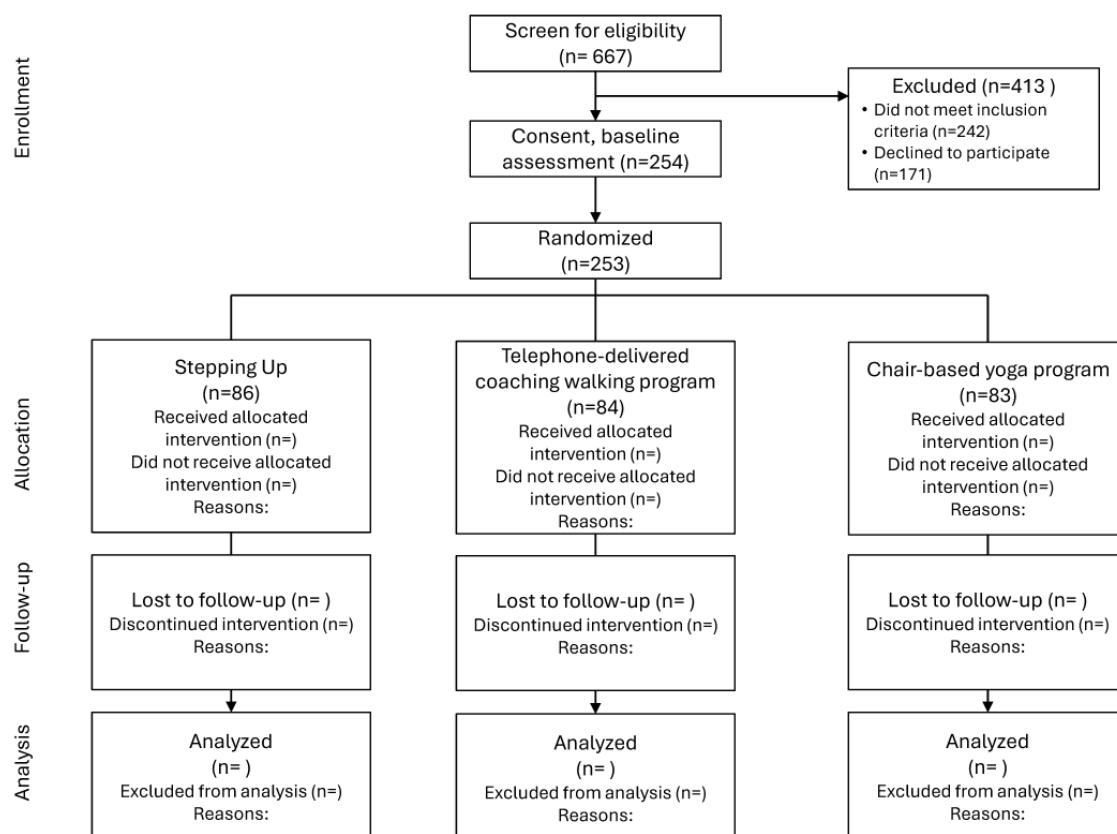 Enrollment
Screen for eligibility
(n= 667)
Excluded (n=413 )
• Did not meet inclusion
criteria (n=242)
• Declined to participate
(n=171)
Consent, baseline
assessment (n=254)
Randomized
(n=253)
Allocation
Stepping Up
(n=86)
Received allocated
intervention (n=)
Did not receive allocated
intervention (n=)
Reasons:
Telephone-delivered
coaching walking program
(n=84)
Received allocated
intervention (n=)
Did not receive allocated
intervention (n=)
Reasons:
Chair-based yoga program
(n=83)
Received allocated
intervention (n=)
Did not receive allocated
intervention (n=)
Reasons:
Follow-up
Lost to follow-up (n= )
Discontinued intervention (n=)
Reasons:
Lost to follow-up (n= )
Discontinued intervention (n=)
Reasons:
Lost to follow-up (n= )
Discontinued intervention (n=)
Reasons:
Analysis
Analyzed
(n= )
Excluded from analysis (n=)
Reasons:
Analyzed
(n= )
Excluded from analysis (n=)
Reasons:
Analyzed
(n= )
Excluded from analysis (n=)
Reasons: